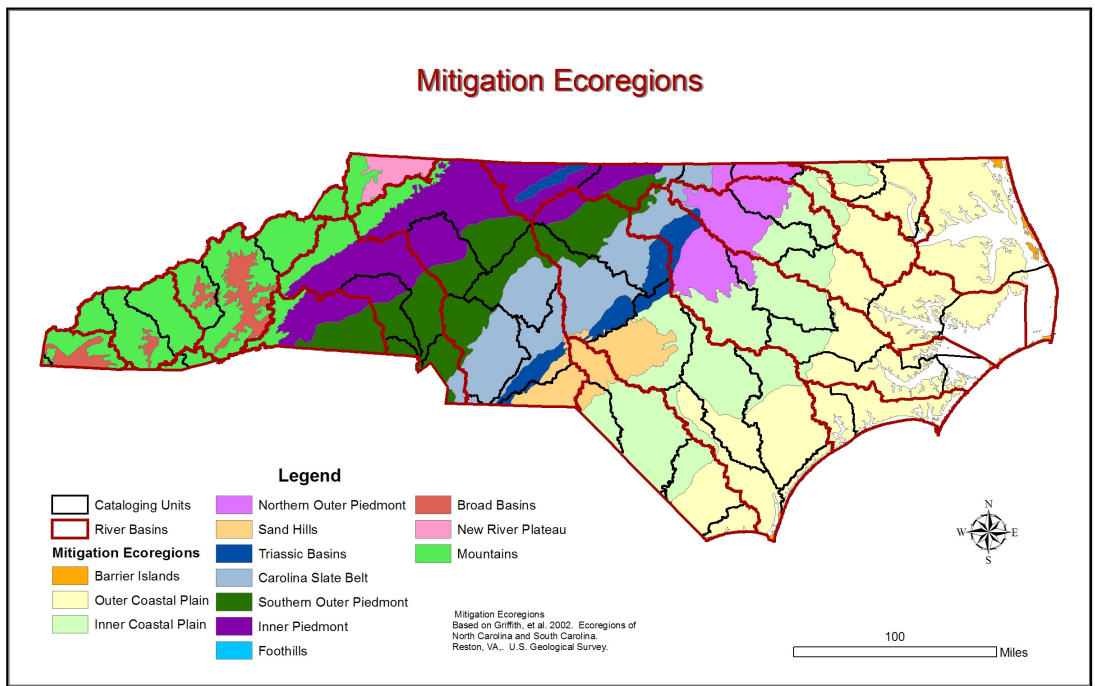 Mitigation Ecoregions
Legend
Cataloging Units
River Basins
Mitigation Ecoregions
Barrier Islands
Outer Coastal Plain
Inner Coastal Plain
Northern Outer Piedmont
Sand Hills
Triassic Basins
Carolina Slate Belt
Southern Outer Piedmont
Inner Piedmont
Foothills
Broad Basins
New River Plateau
Mountains
Mitigation Ecoregions
Based on Griffith, et al. 2002. Ecoregions of
North Carolina and South Carolina.
Reston, VA,. U.S. Geological Survey.
N
W E
S
100
Miles